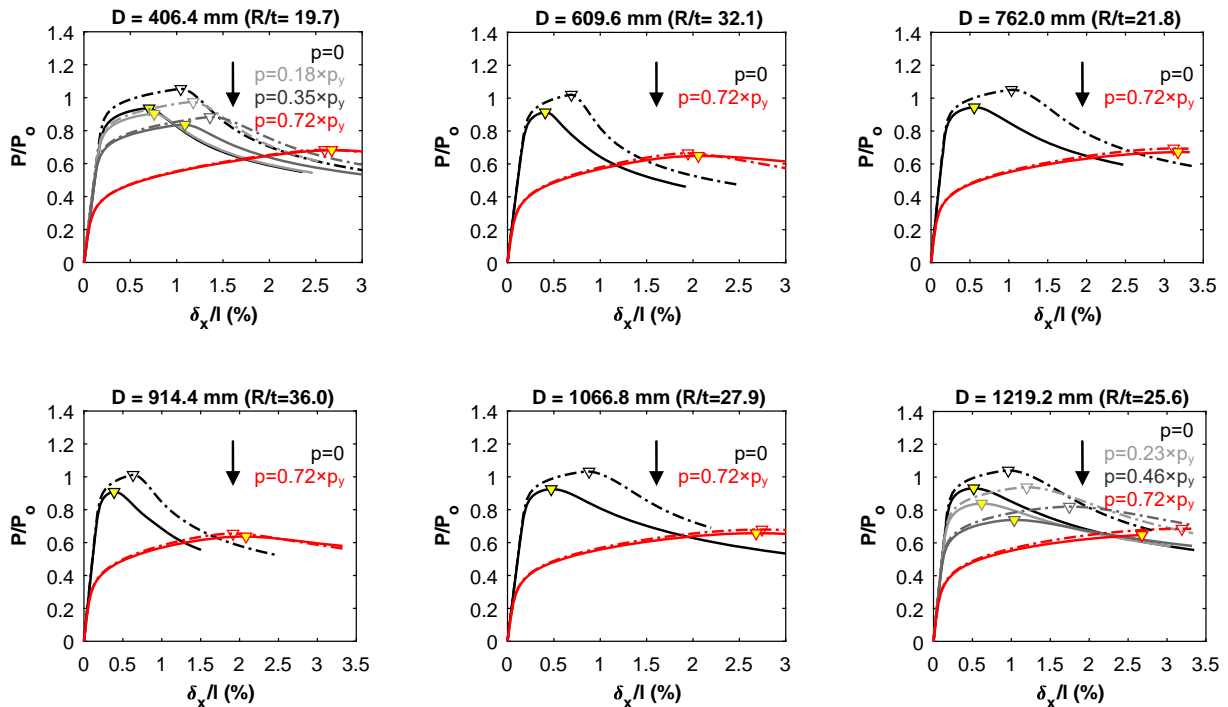 D = 406.4 mm (R/t= 19.7)
1.4
1.2
1
0.8
0.6
0.4
0.2
0
P/Po
p=0
p=0.18×py
p=0.35×py
p=0.72×py
0 0.5 1 1.5 2 2.5 3
δx/l (%)
D = 609.6 mm (R/t= 32.1)
1.4
1.2
1
0.8
0.6
0.4
0.2
0
P/Po
p=0
p=0.72×py
0 0.5 1 1.5 2 2.5 3
δx/l (%)
D = 762.0 mm (R/t=21.8)
1.4
1.2
1
0.8
0.6
0.4
0.2
0
P/Po
p=0
p=0.72×py
0 0.5 1 1.5 2 2.5 3 3.5
δx/l (%)
D = 914.4 mm (R/t=36.0)
1.4
1.2
1
0.8
0.6
0.4
0.2
0
P/Po
p=0
p=0.72×py
0 0.5 1 1.5 2 2.5 3 3.5
δx/l (%)
D = 1066.8 mm (R/t=27.9)
1.4
1.2
1
0.8
0.6
0.4
0.2
0
P/Po
p=0
p=0.72×py
0 0.5 1 1.5 2 2.5 3
δx/l (%)
D = 1219.2 mm (R/t=25.6)
1.4
1.2
1
0.8
0.6
0.4
0.2
0
P/Po
p=0
p=0.23×py
p=0.46×py
p=0.72×py
0 0.5 1 1.5 2 2.5 3 3.5
δx/l (%)